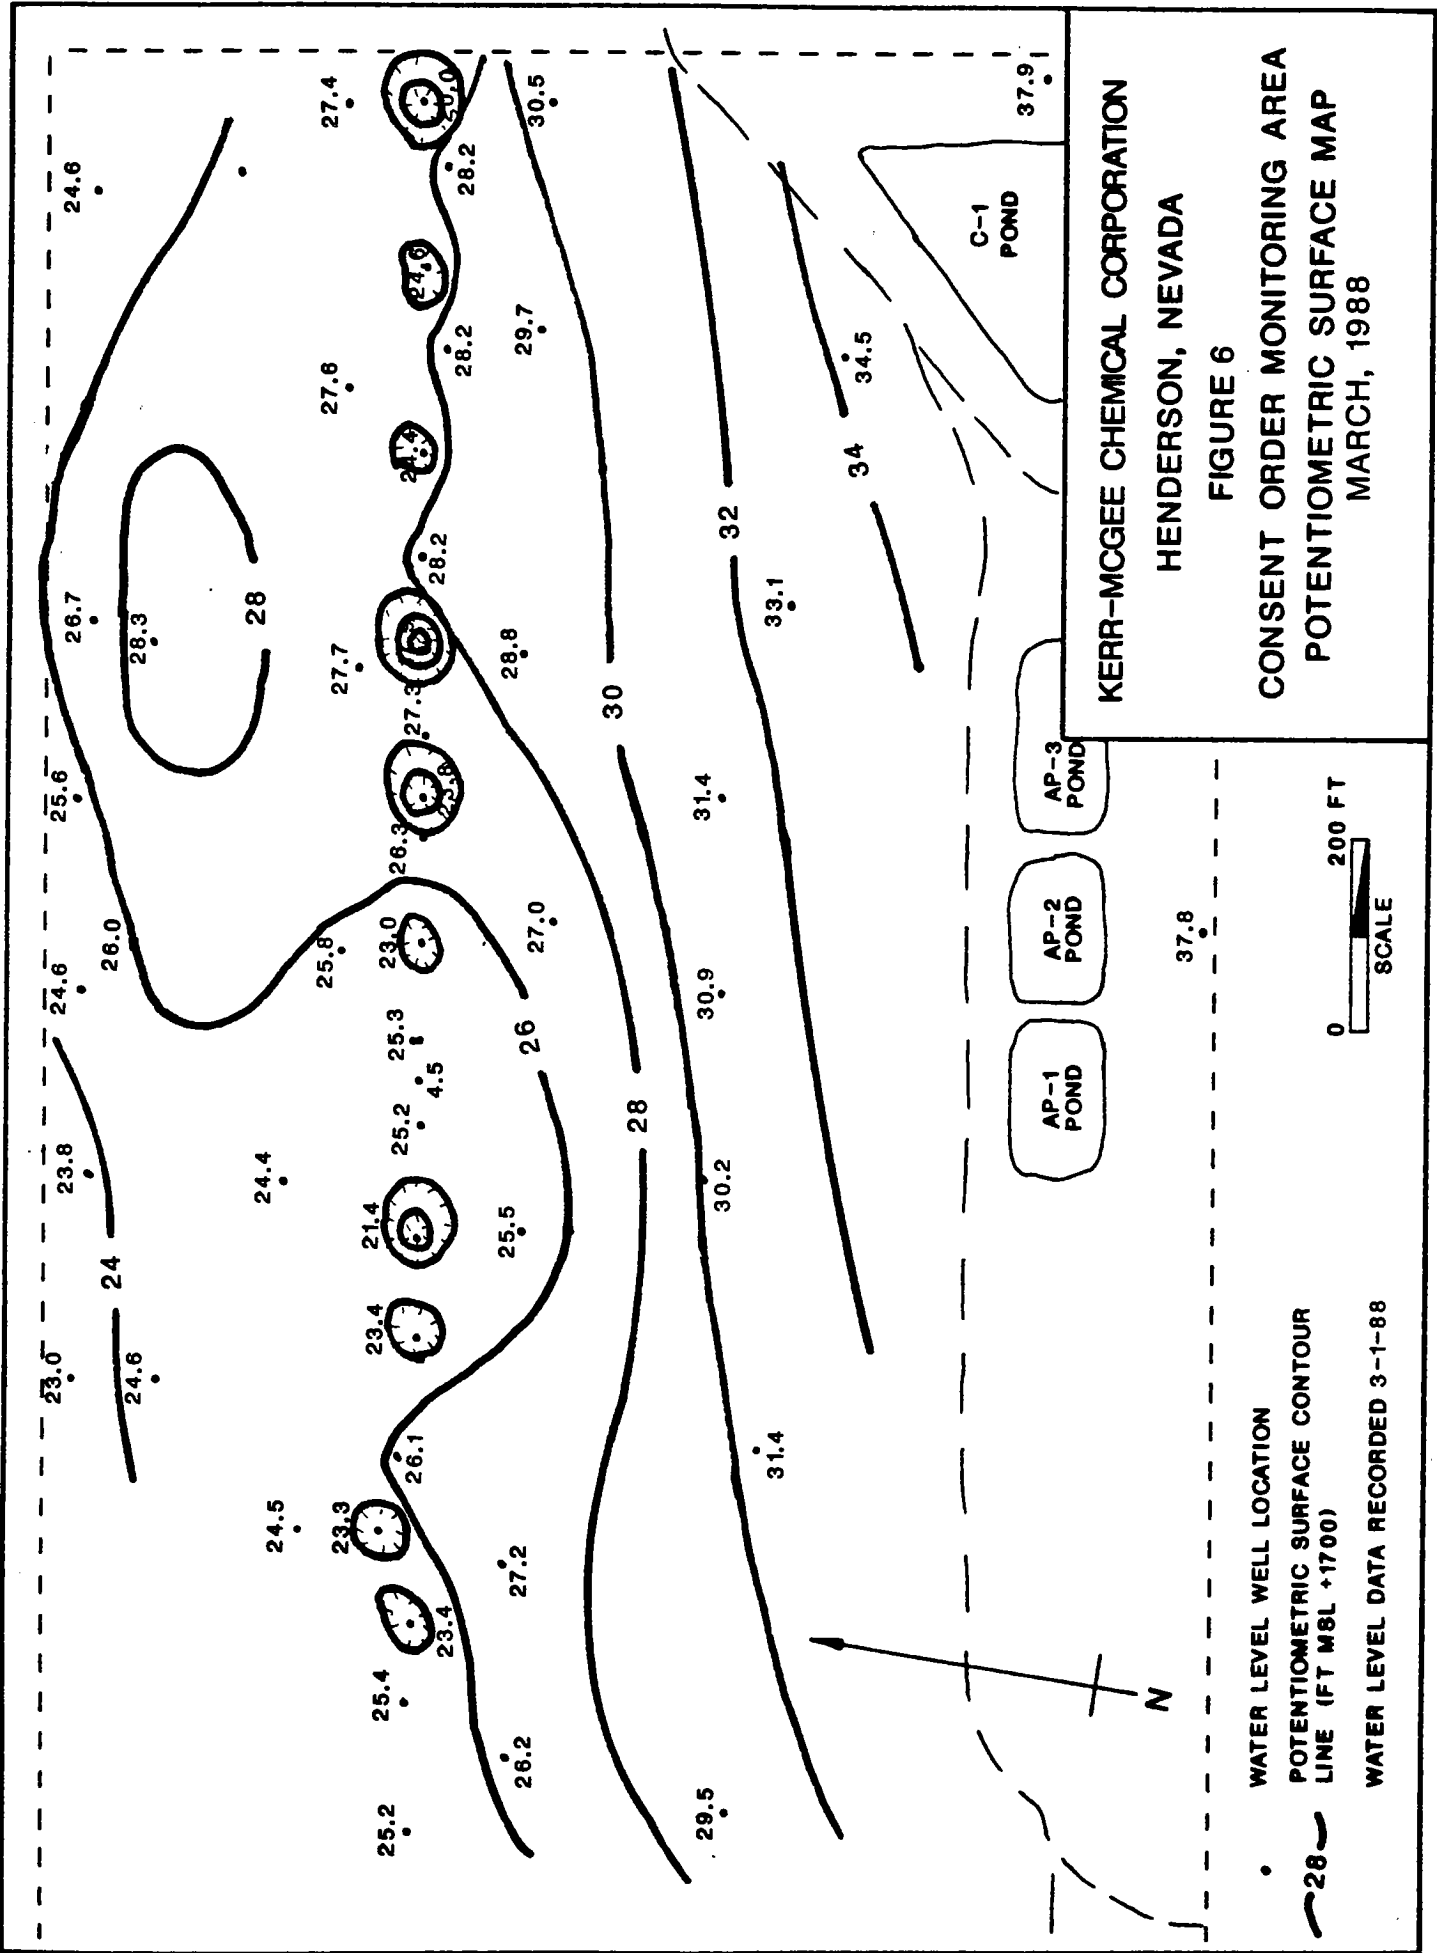 23.0
23.8
24.6
25.6
26.7
24.6
24.6
24
26.0
28.3
24.5
24.4
28
25.8
27.7
27.6
27.4
25.2
25.4
23.4
23.3
26.1
23.4
21.4
25.2
4.5
25.3
23.0
26.3
23.8
27.3
28.2
28.2
24.6
28.2
20.0
26.2
27.2
25.5
26
27.0
28.8
29.7
30.5
28
30
29.5
31.4
30.2
30.9
31.4
32
33.1
34
34.5
37.9
C-1
POND
AP-1
POND
AP-2
POND
AP-3
POND
37.8
N
WATER LEVEL WELL LOCATION
28
POTENTIOMETRIC SURFACE CONTOUR
LINE (FT MSL +1700)
WATER LEVEL DATA RECORDED 3-1-88
0 200 FT
SCALE
KERR-MCGEE CHEMICAL CORPORATION
HENDERSON, NEVADA
FIGURE 6
CONSENT ORDER MONITORING AREA
POTENTIOMETRIC SURFACE MAP
MARCH, 1988